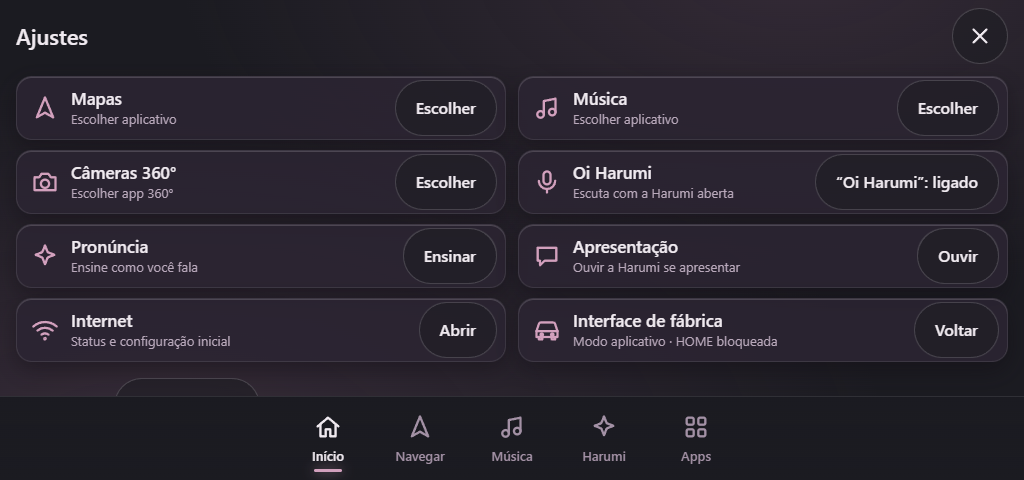 Ajustes
Mapas
Escolher aplicativo
Escolher
Música
Escolher aplicativo
Escolher
Câmeras 360°
Escolher app 360°
Escolher
Oi Harumi
Escuta com a Harumi aberta
“Oi Harumi”: ligado
Pronúncia
Ensine como você fala
Ensinar
Apresentação
Ouvir a Harumi se apresentar
Ouvir
Internet
Status e configuração inicial
Abrir
Interface de fábrica
Modo aplicativo · HOME bloqueada
Voltar
Início
Navegar
Música
Harumi
Apps